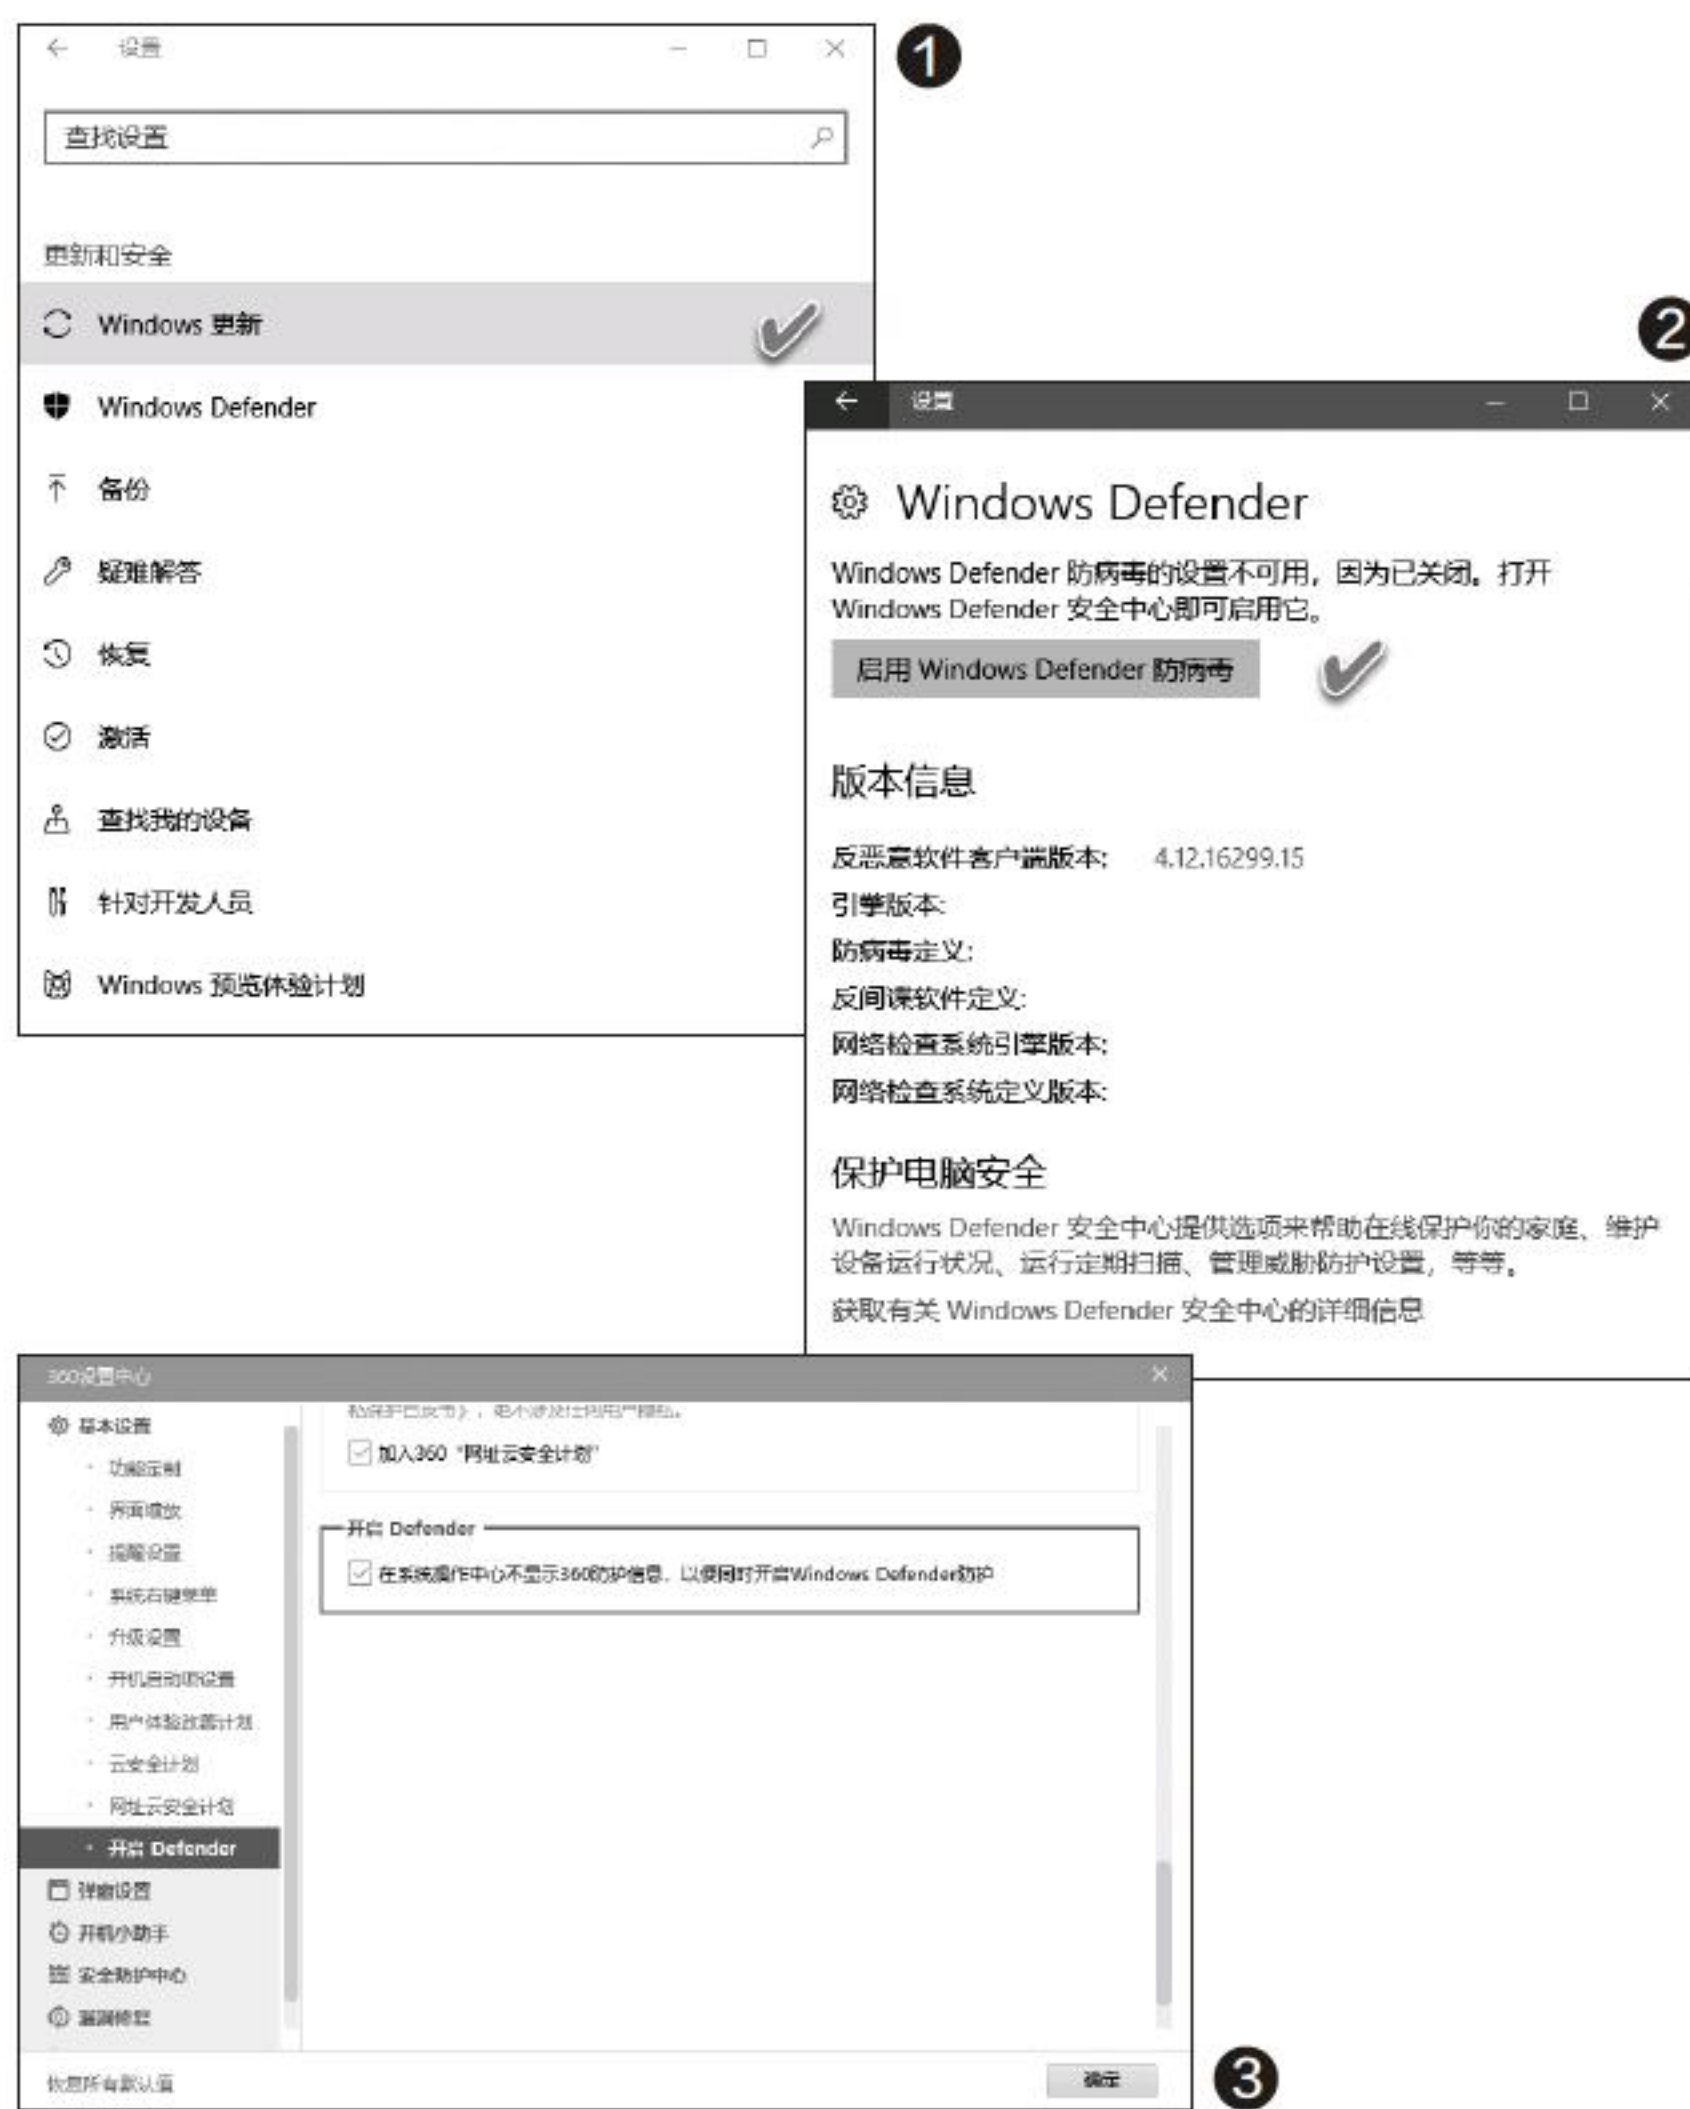 设置
1
查找设置
更新和安全
Windows 更新
Windows Defender
备份
疑难解答
恢复
激活
查找我的设备
针对开发人员
Windows 预览体验计划
2
设置
Windows Defender
Windows Defender 防病毒的设置不可用，因为已关闭。打开
Windows Defender 安全中心即可启用它。
启用 Windows Defender 防病毒
版本信息
反恶意软件客户端版本: 4.12.16299.15
引擎版本:
防病毒定义:
反间谍软件定义:
网络检查系统引擎版本:
网络检查系统定义版本:
保护电脑安全
Windows Defender 安全中心提供选项来帮助在线保护你的家庭、维护
设备运行状况、运行定期扫描、管理威胁防护设置，等等。
获取有关 Windows Defender 安全中心的详细信息
360设置中心
基本设置
功能定制
界面缩放
提醒设置
系统右键菜单
升级设置
开机启动项设置
用户体验改善计划
云安全计划
网址云安全计划
开启 Defender
弹窗设置
开机小助手
安全防护中心
漏洞修复
恢复所有默认值
加入360“网址云安全计划”
开启 Defender
在系统操作中心不显示360防护信息，以便同时开启Windows Defender防护
确定
3